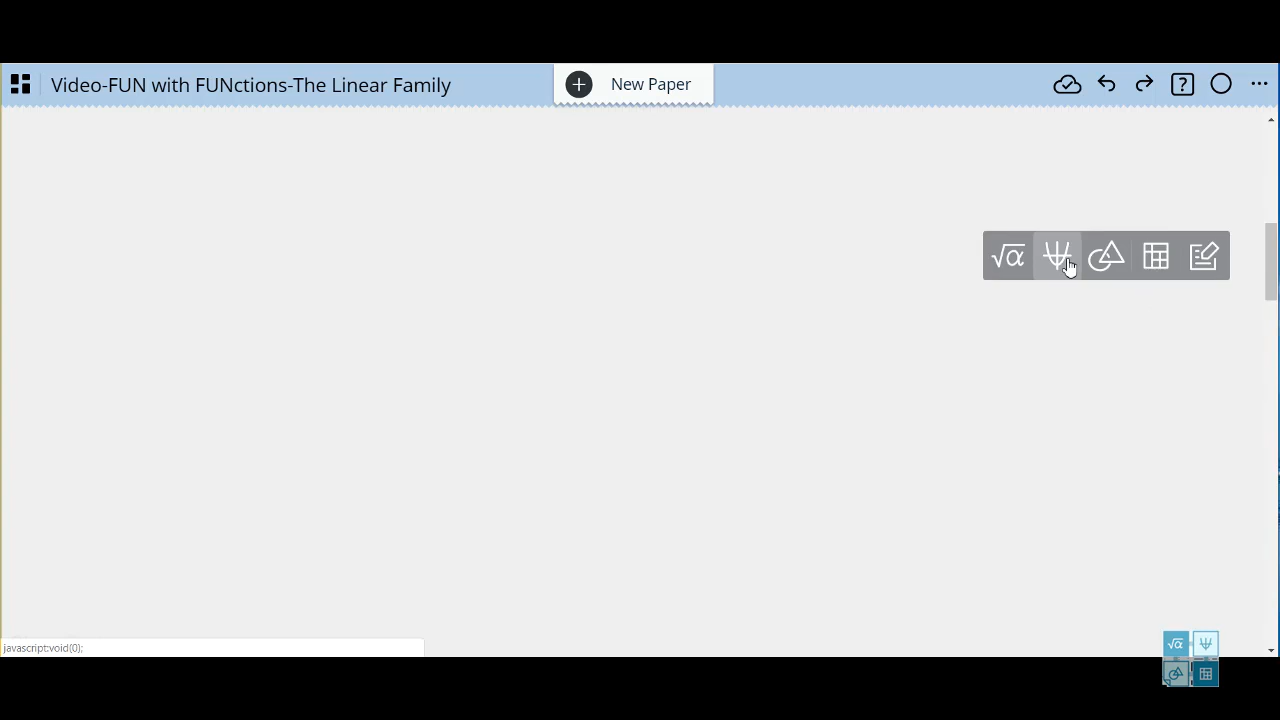 Video-FUN with FUNctions-The Linear Family
New Paper
√α
javascript:void(0);
√α